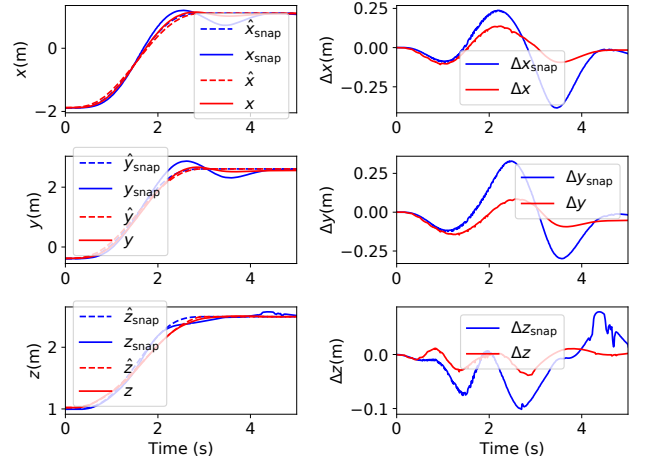 x(m)
0
−2
x̂snap
xsnap
x̂
x
0 2 4
Δx(m)
0.25
0.00
−0.25
Δxsnap
Δx
0 2 4
y(m)
2
0
ŷsnap
ysnap
ŷ
y
0 2 4
Δy(m)
0.25
0.00
−0.25
Δysnap
Δy
0 2 4
z(m)
2
1
ẑsnap
zsnap
ẑ
z
0 2 4
Time (s)
Δz(m)
0.0
−0.1
Δzsnap
Δz
0 2 4
Time (s)